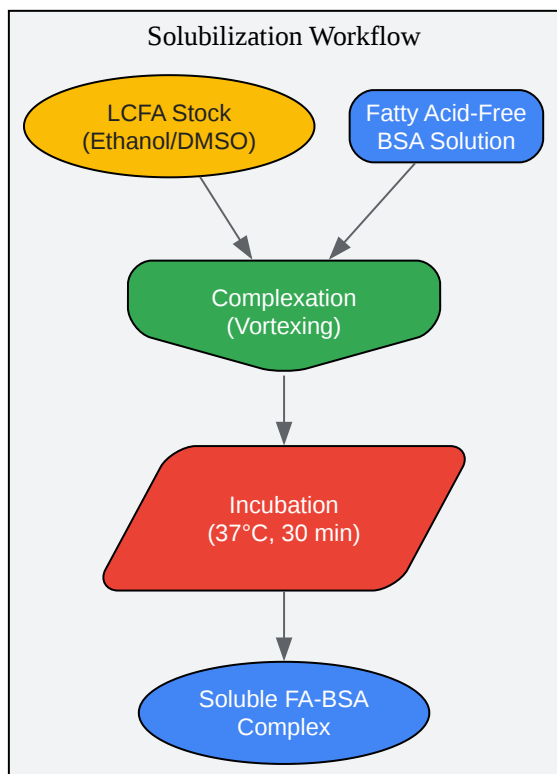 Solubilization Workflow
LCFA Stock
(Ethanol/DMSO)
Fatty Acid-Free
BSA Solution
Complexation
(Vortexing)
Incubation
(37°C, 30 min)
Soluble FA-BSA
Complex